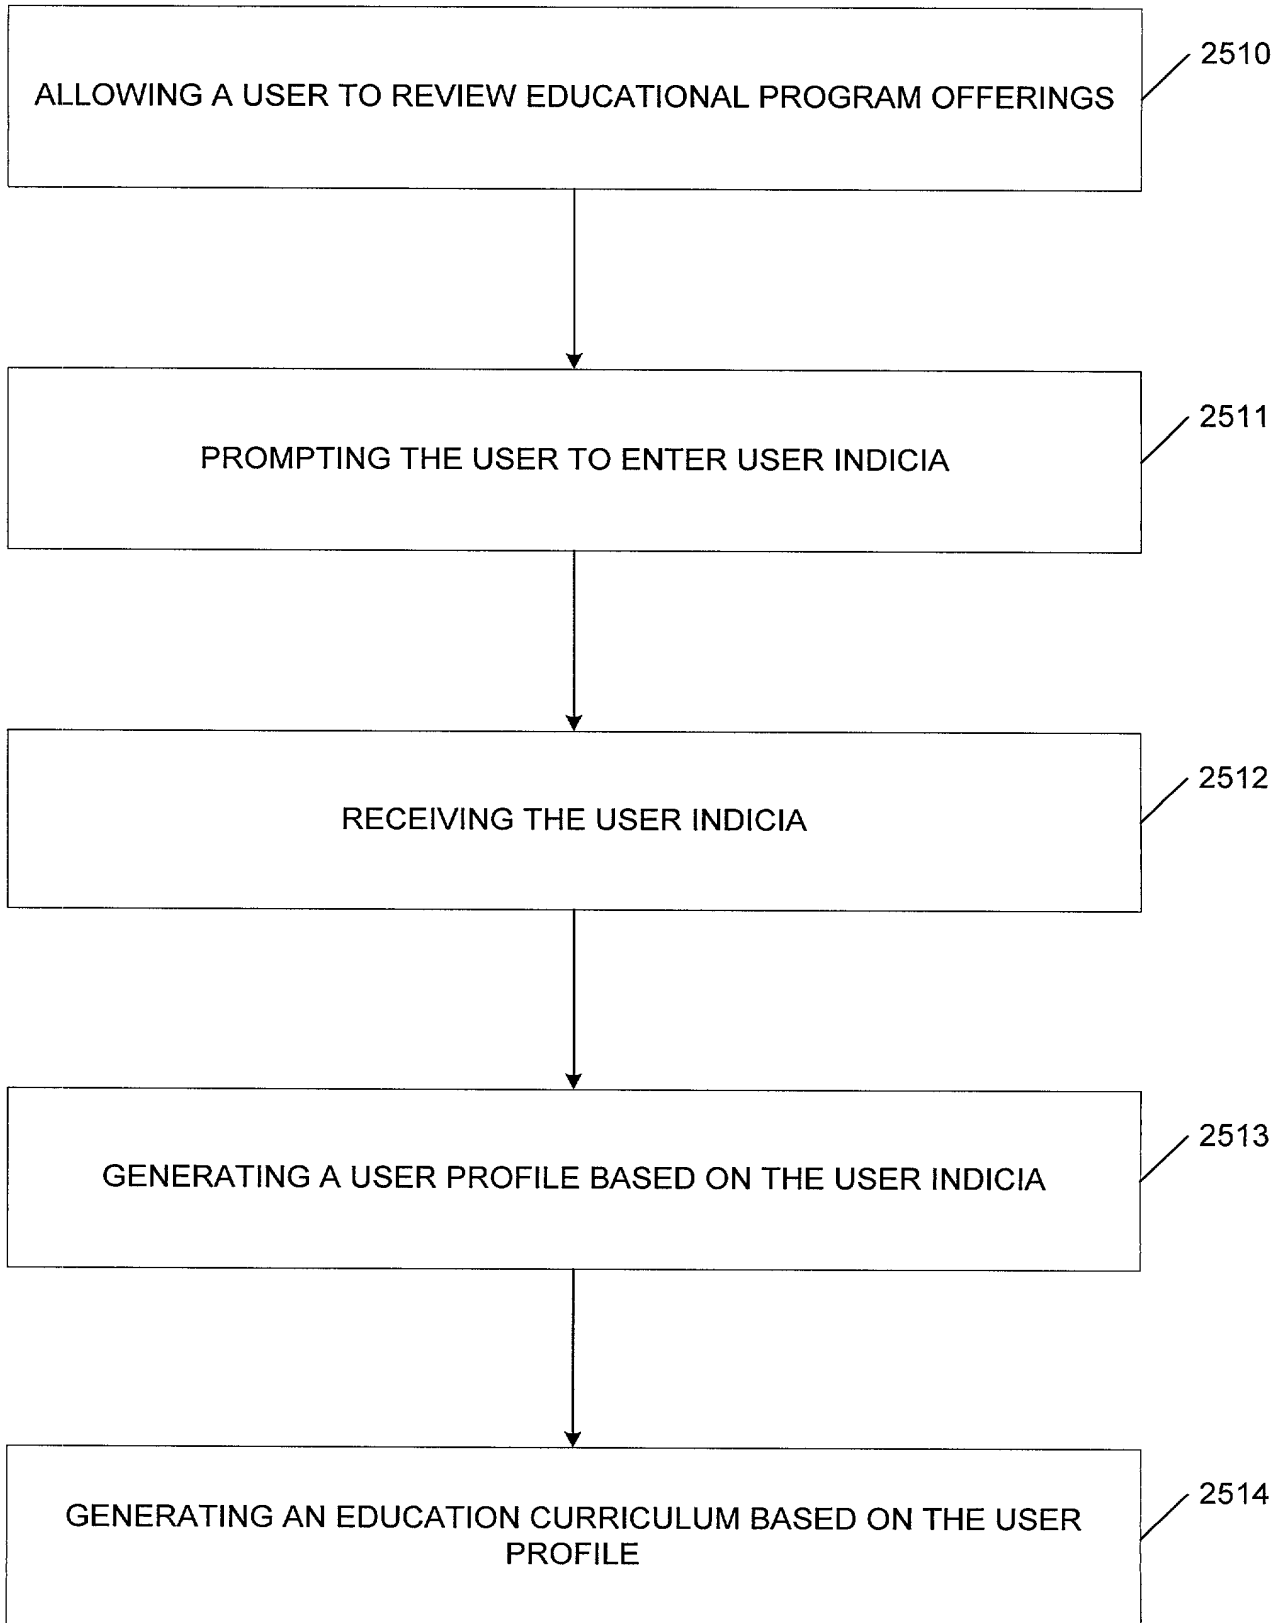 2510
ALLOWING A USER TO REVIEW EDUCATIONAL PROGRAM OFFERINGS
2511
PROMPTING THE USER TO ENTER USER INDICIA
2512
RECEIVING THE USER INDICIA
2513
GENERATING A USER PROFILE BASED ON THE USER INDICIA
2514
GENERATING AN EDUCATION CURRICULUM BASED ON THE USER
PROFILE